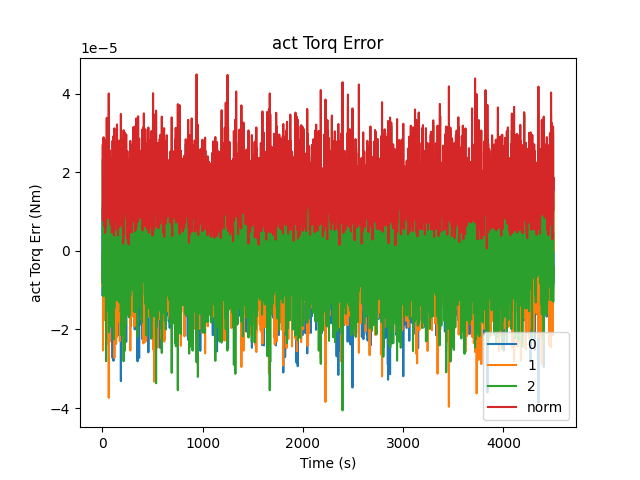 act Torq Error
1e−5
4
2
0
−2
−4
act Torq Err (Nm)
0
1
2
norm
0 1000 2000 3000 4000
Time (s)